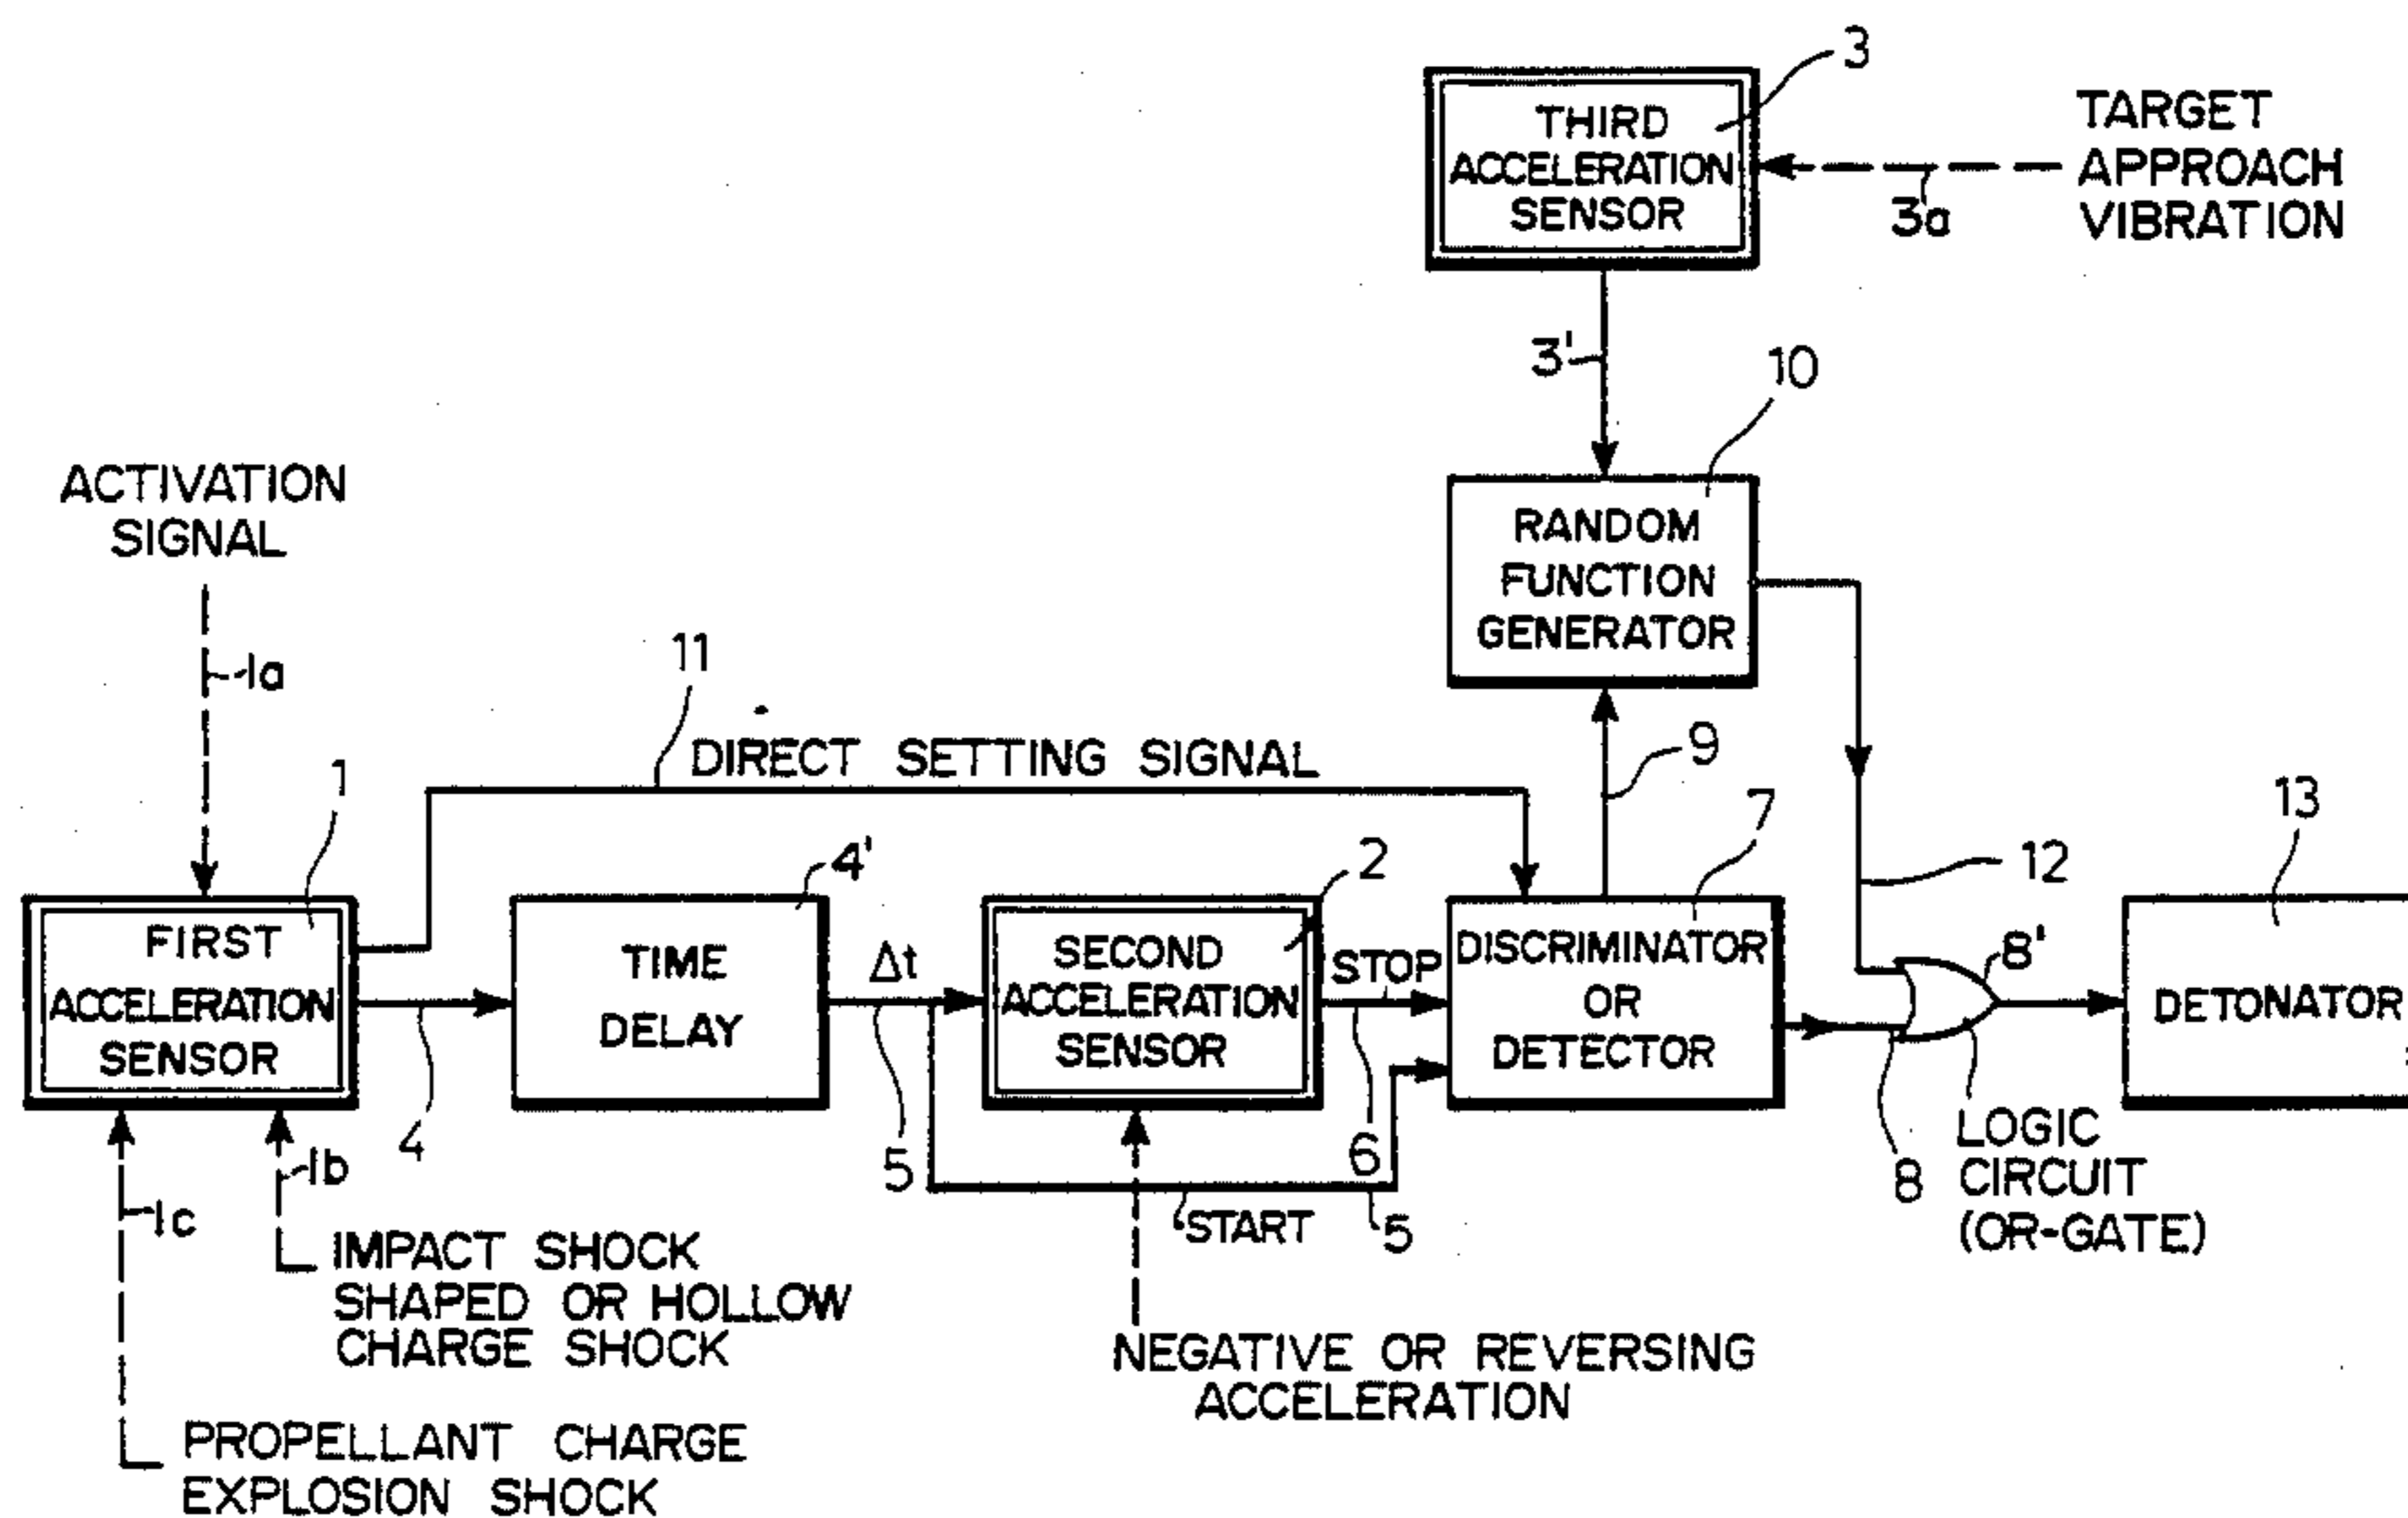 3
THIRD
ACCELERATION
SENSOR
TARGET
APPROACH
VIBRATION
3a
3'
10
RANDOM
FUNCTION
GENERATOR
ACTIVATION
SIGNAL
1a
11
DIRECT SETTING SIGNAL
9
7
12
13
1
FIRST
ACCELERATION
SENSOR
4
4'
TIME
DELAY
Δt
5
2
SECOND
ACCELERATION
SENSOR
STOP
6
START
5
DISCRIMINATOR
OR
DETECTOR
8'
8
LOGIC
CIRCUIT
(OR-GATE)
DETONATOR
1b
1c
IMPACT SHOCK
SHAPED OR HOLLOW
CHARGE SHOCK
PROPELLANT CHARGE
EXPLOSION SHOCK
NEGATIVE OR REVERSING
ACCELERATION